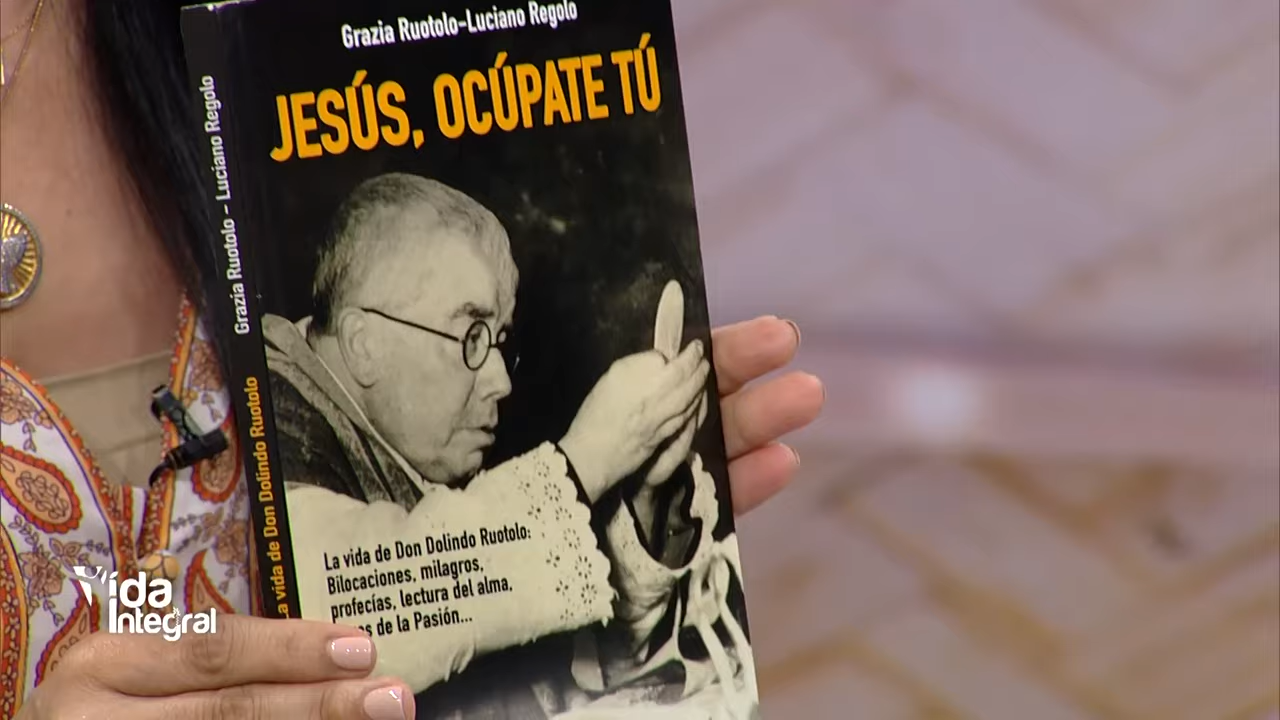 Grazia Ruotolo-Luciano Regolo
JESÚS, OCÚPATE TÚ
La vida de Don Dolindo Ruotolo:
Bilocaciones, milagros,
profecías, lectura del alma,
de la Pasión...
Grazia Ruotolo - Luciano Regolo
La vida de Don Dolindo Ruotolo
Vida
Integral